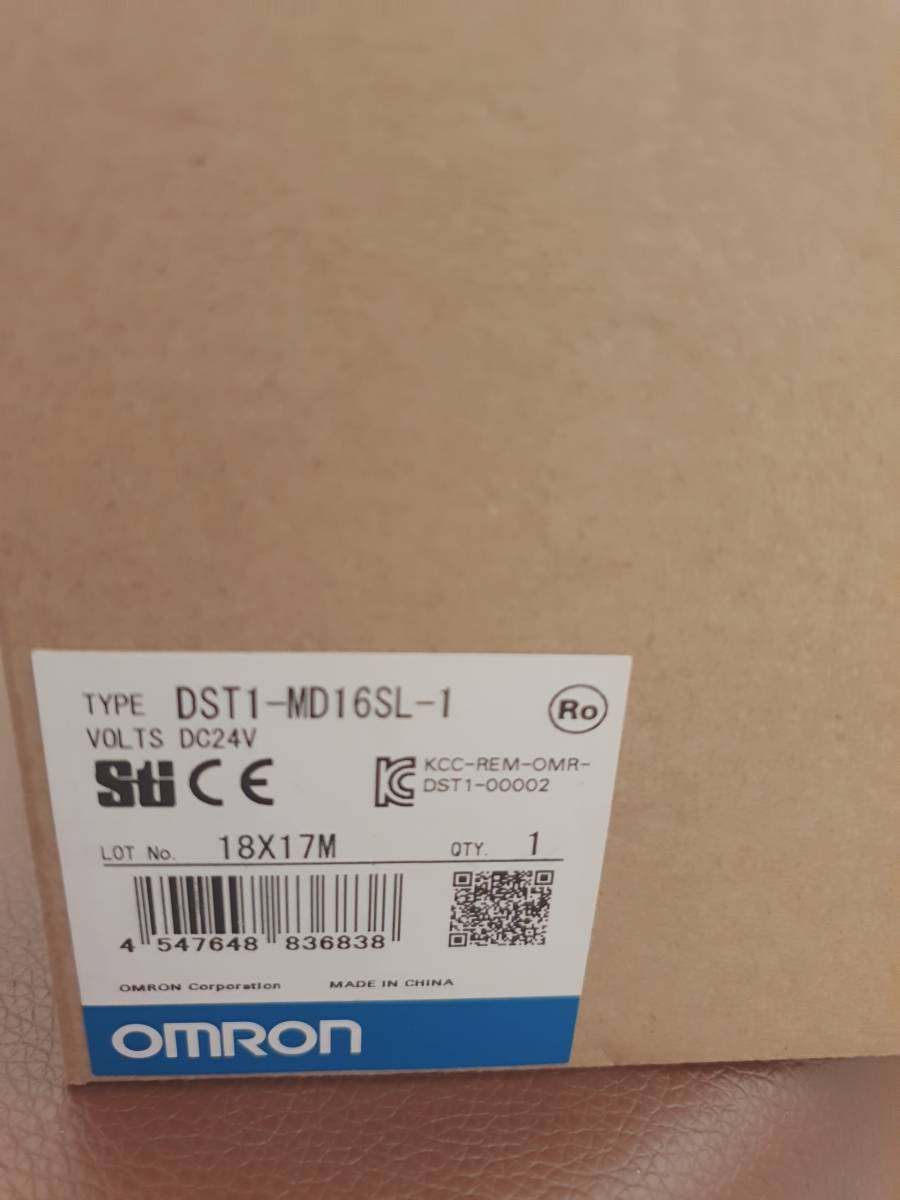 TYPE DST1-MD16SL-1
Ro
VOLTS DC24V
Sti CE
KC KCC-REM-OMR-
DST1-00002
LOT No. 18X17M QTY. 1
4 547648 836838
OMRON Corporation MADE IN CHINA
OMRON